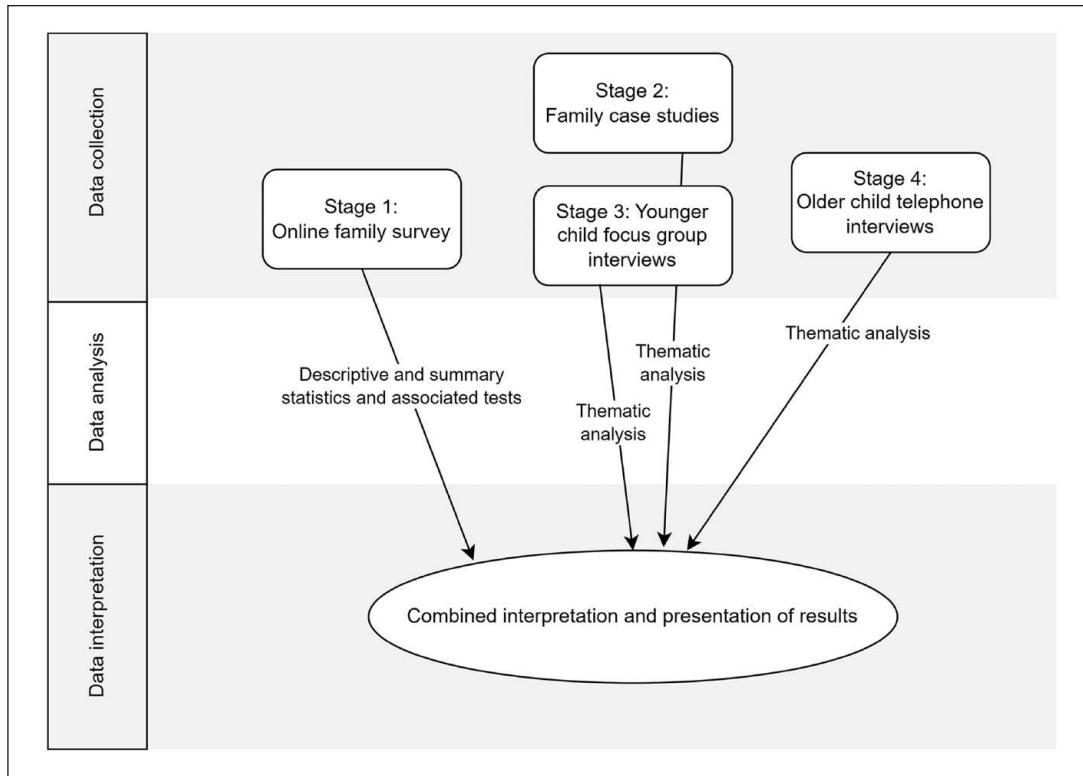 Data collection
Stage 1:
Online family survey
Stage 2:
Family case studies
Stage 3: Younger
child focus group
interviews
Stage 4:
Older child telephone
interviews
Data analysis
Descriptive and summary
statistics and associated tests
Thematic
analysis
Thematic
analysis
Thematic analysis
Data interpretation
Combined interpretation and presentation of results